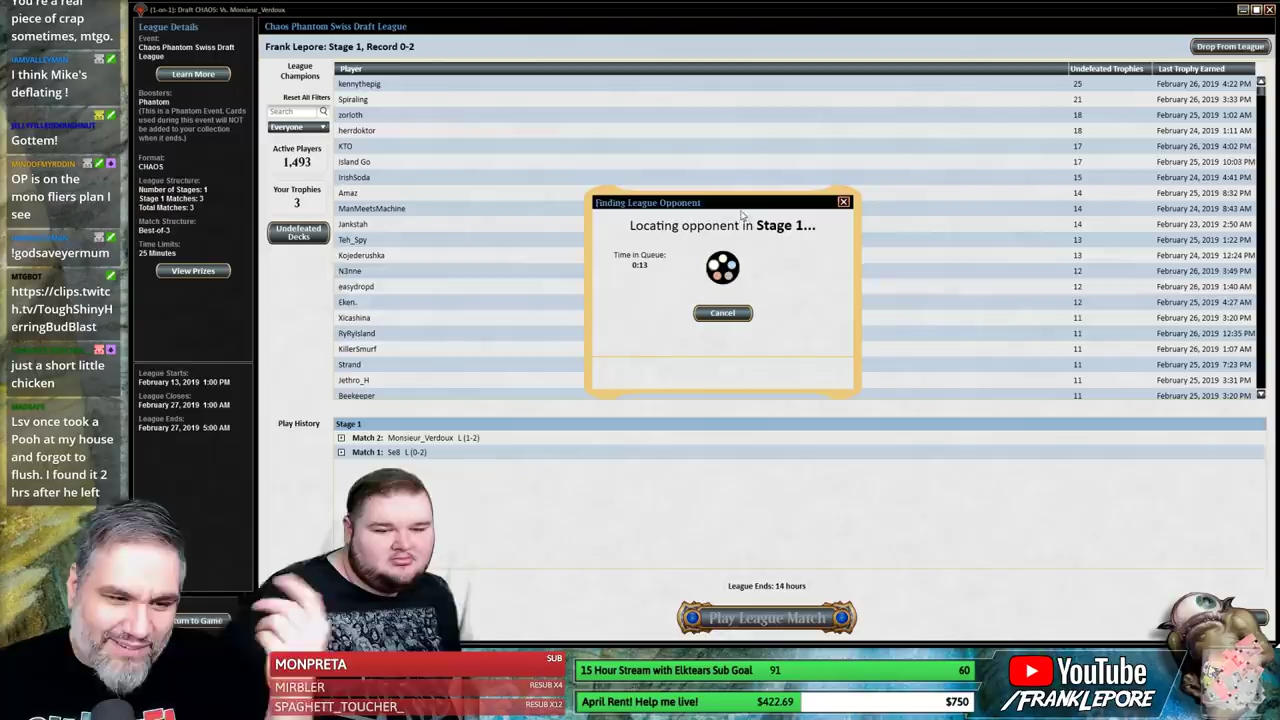 You're a real
piece of crap
sometimes, mtgo.
IAMVALLEYMAN
I think Mike's
deflating !
JELLYFILLEDDOUGHNUT
Gottem!
MINDOFMYRDDIN
OP is on the
mono fliers plan I
see
!godsaveyermum
MTGBOT
https://clips.twitc
h.tv/ToughShinyH
erringBudBlast
just a short little
chicken
Lsv once took a
Pooh at my house
and forgot to
flush. I found it 2
hrs after he left
(1-on-1): Draft CHAOS: Vs. Monsieur_Verdoux
League Details
Event:
Chaos Phantom Swiss Draft
League
Learn More
Boosters:
Phantom
(This is a Phantom Event. Cards
used during this event will NOT
be added to your collection
when it ends.)
Format:
CHAOS
League Structure:
Number of Stages: 1
Stage 1 Matches: 3
Total Matches: 3
Match Structure:
Best-of-3
Time Limits:
25 Minutes
View Prizes
League Starts:
February 13, 2019 1:00 PM
League Closes:
February 27, 2019 1:00 AM
League Ends:
February 27, 2019 5:00 AM
Return to Game
Chaos Phantom Swiss Draft League
Frank Lepore: Stage 1, Record 0-2
Drop From League
League
Champions
Reset All Filters
Search
Everyone
Active Players
1,493
Your Trophies
3
Undefeated
Decks
Player Undefeated Trophies Last Trophy Earned
kennythepig 25 February 26, 2019 4:22 PM
Spiraling 21 February 26, 2019 3:33 PM
zorloth 18 February 25, 2019 1:02 AM
herrdoktor 18 February 24, 2019 1:11 AM
KTO 17 February 26, 2019 4:02 PM
Island Go 17 February 25, 2019 10:03 PM
IrishSoda 15 February 24, 2019 4:41 PM
Amaz 14 February 25, 2019 8:32 PM
ManMeetsMachine 14 February 24, 2019 8:43 AM
Jankstah 14 February 23, 2019 2:50 AM
Teh_Spy 13 February 25, 2019 1:22 PM
Kojederushka 13 February 24, 2019 12:24 PM
N3nne 12 February 26, 2019 3:49 PM
easydropd 12 February 26, 2019 1:40 AM
Eken. 12 February 25, 2019 4:27 AM
Xicashina 11 February 26, 2019 3:20 PM
RyRyIsland 11 February 26, 2019 12:35 PM
KillerSmurf 11 February 26, 2019 1:07 AM
Strand 11 February 25, 2019 7:23 PM
Jethro_H 11 February 25, 2019 3:31 PM
Beekeeper 11 February 25, 2019 3:20 PM
Finding League Opponent
Locating opponent in Stage 1...
Time in Queue:
0:13
Cancel
Play History
Stage 1
Match 2: Monsieur_Verdoux L (1-2)
Match 1: Se8 L (0-2)
League Ends: 14 hours
Play League Match
MONPRETA SUB
MIRBLER RESUB X4
SPAGHETT_TOUCHER_ RESUB X12
15 Hour Stream with Elktears Sub Goal 91 60
April Rent! Help me live! $422.69 $750
YouTube
/FRANKLEPORE